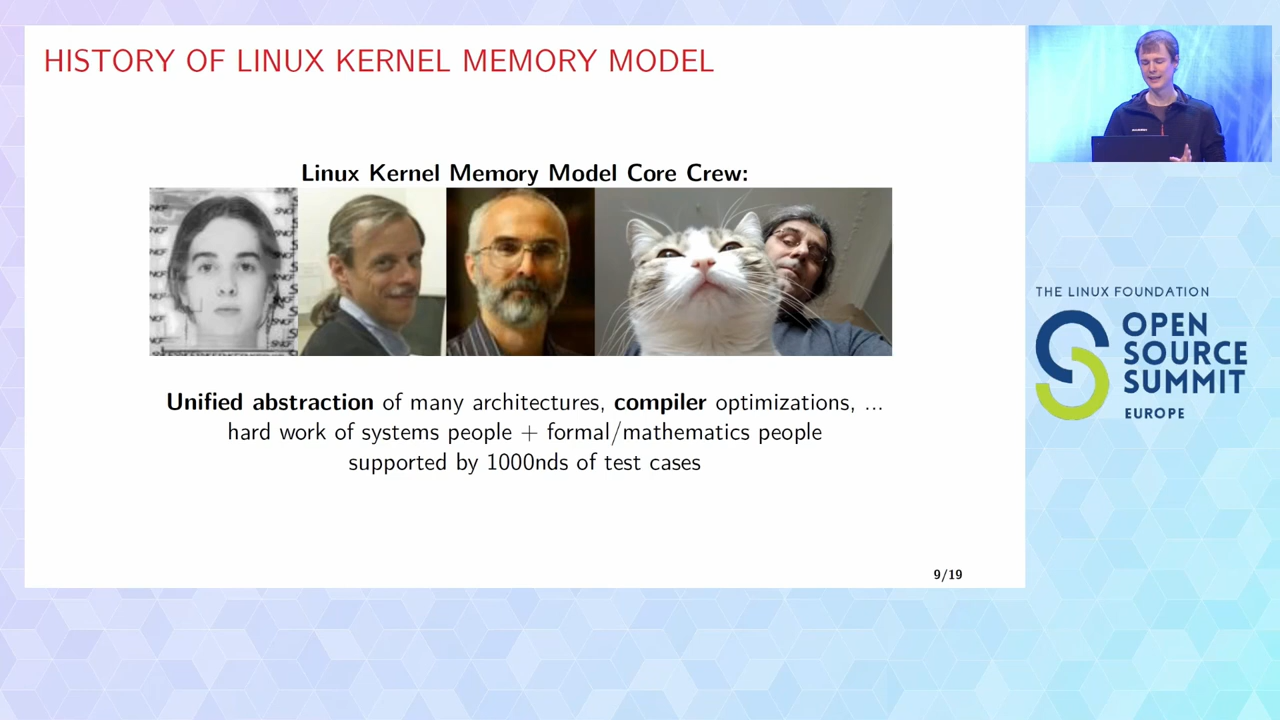 HISTORY OF LINUX KERNEL MEMORY MODEL
Linux Kernel Memory Model Core Crew:
Unified abstraction of many architectures, compiler optimizations, ...
hard work of systems people + formal/mathematics people
supported by 1000nds of test cases
9/19
THE LINUX FOUNDATION
OPEN
SOURCE
SUMMIT
EUROPE